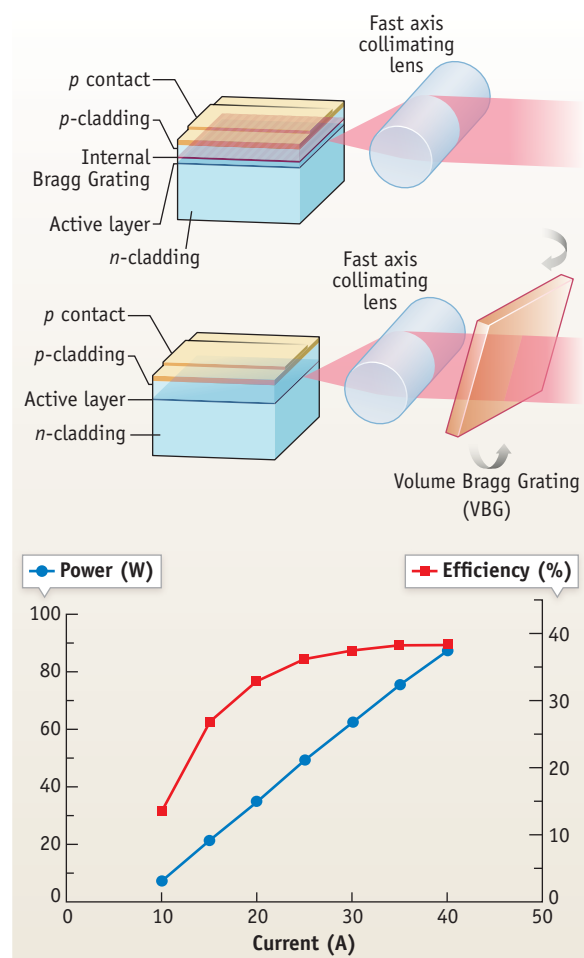 Fast axis
collimating
lens
p contact
p-cladding
Internal
Bragg Grating
Active layer
n-cladding
Fast axis
collimating
lens
p contact
p-cladding
Active layer
n-cladding
Volume Bragg Grating
(VBG)
Power (W)
Efficiency (%)
100
80
60
40
20
0
40
30
20
10
0
0
10
20
30
40
50
Current (A)